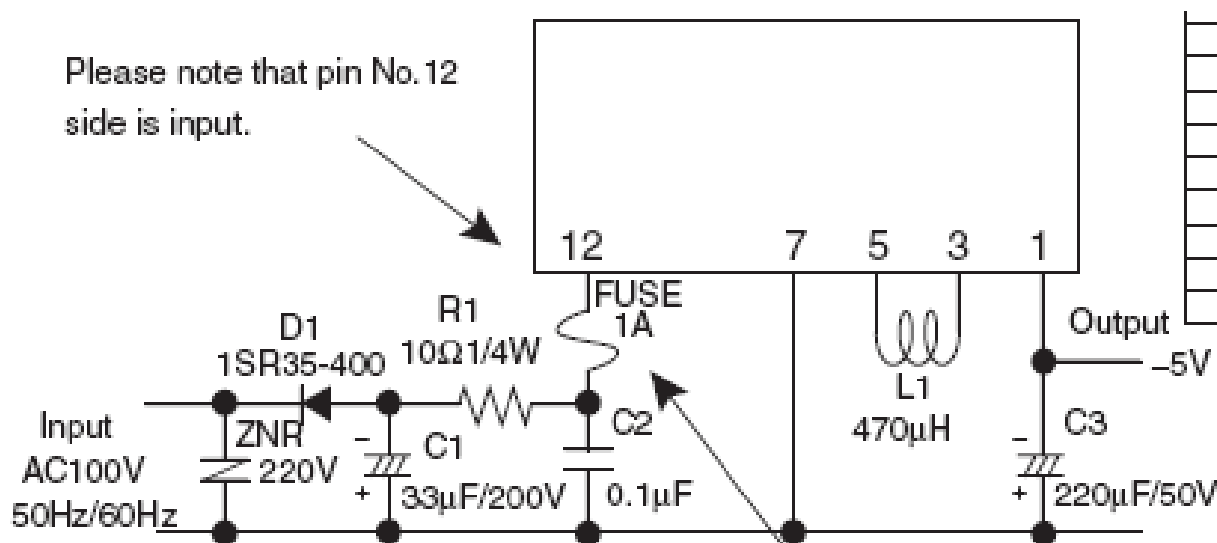 Please note that pin No.12
side is input.
12
7
5
3
1
FUSE
1A
R1
10Ω1/4W
D1
1SR35-400
Output
−5V
L1
470μH
Input
AC100V
50Hz/60Hz
ZNR
220V
−
C1
+
33μF/200V
C2
0.1μF
−
C3
+
220μF/50V